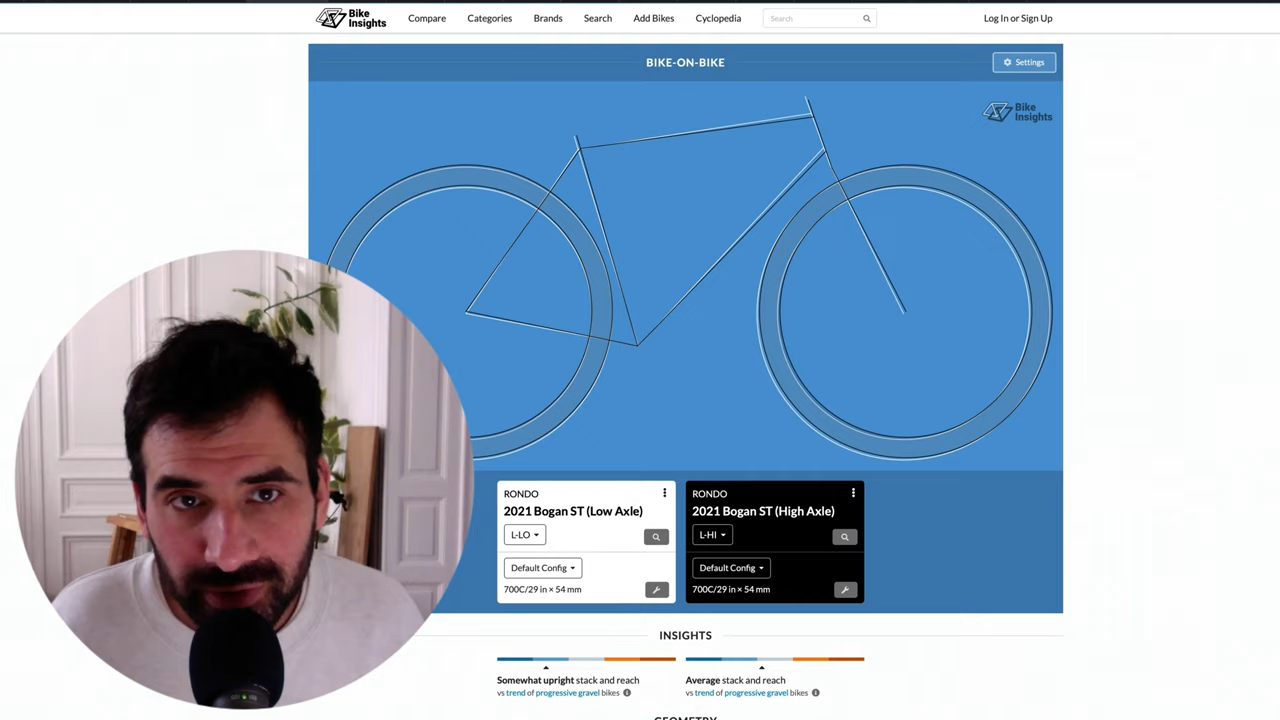 Bike Insights
Compare
Categories
Brands
Search
Add Bikes
Cyclopedia
Search
Log In or Sign Up
BIKE-ON-BIKE
Settings
Bike Insights
RONDO
2021 Bogan ST (Low Axle)
L-LO
Default Config
700C/29 in × 54 mm
RONDO
2021 Bogan ST (High Axle)
L-HI
Default Config
700C/29 in × 54 mm
INSIGHTS
Somewhat upright stack and reach
vs trend of progressive gravel bikes
Average stack and reach
vs trend of progressive gravel bikes
GEOMETRY